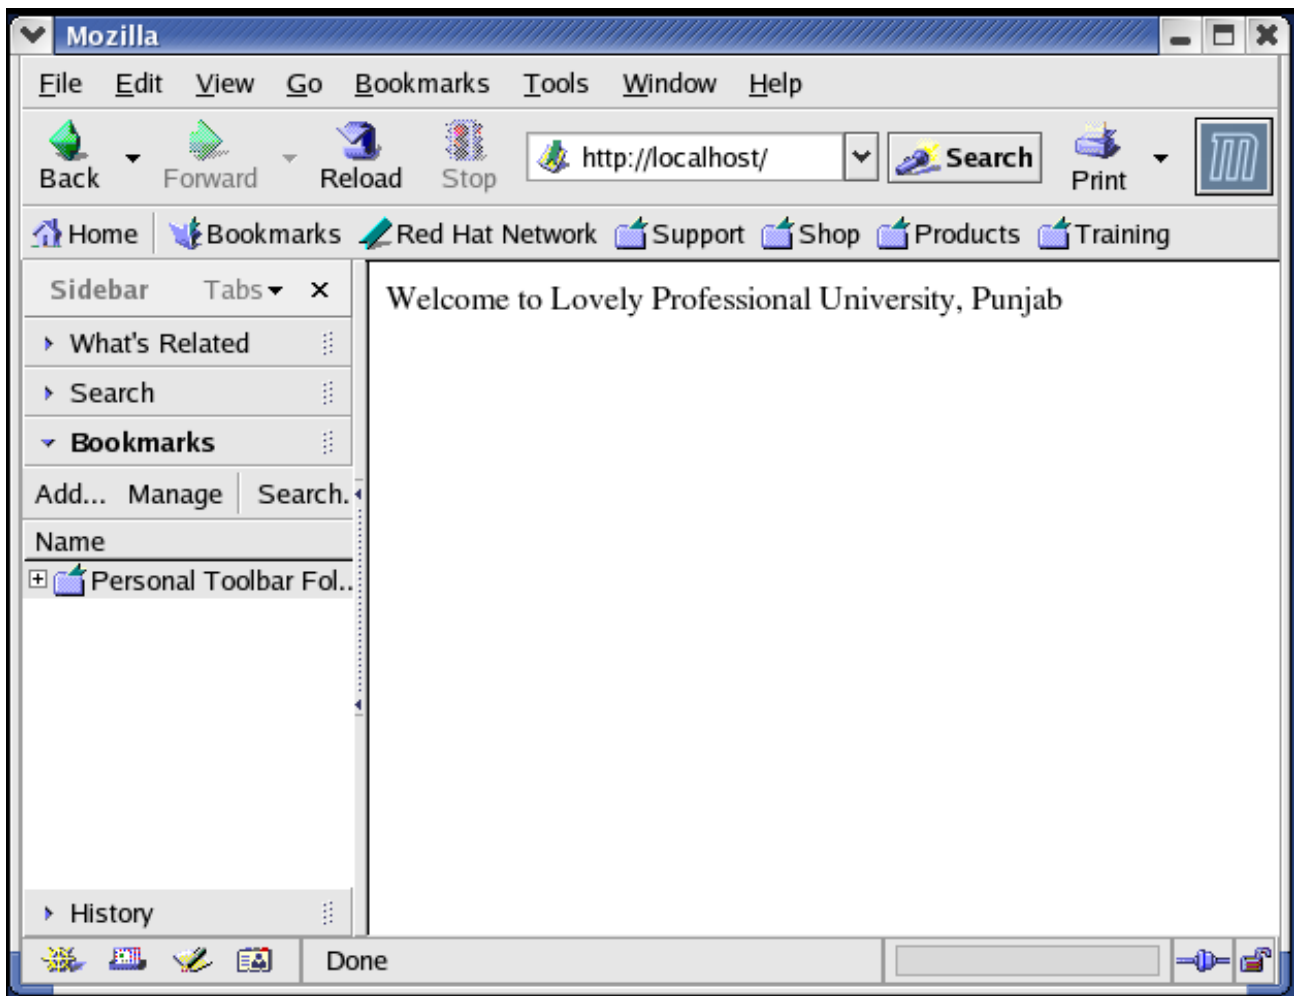 Mozilla
File Edit View Go Bookmarks Tools Window Help
Back Forward Reload Stop http://localhost/ Search Print
Home Bookmarks Red Hat Network Support Shop Products Training
Sidebar Tabs
Welcome to Lovely Professional University, Punjab
What's Related
Search
Bookmarks
Add... Manage Search.
Name
Personal Toolbar Fol..
History
Done